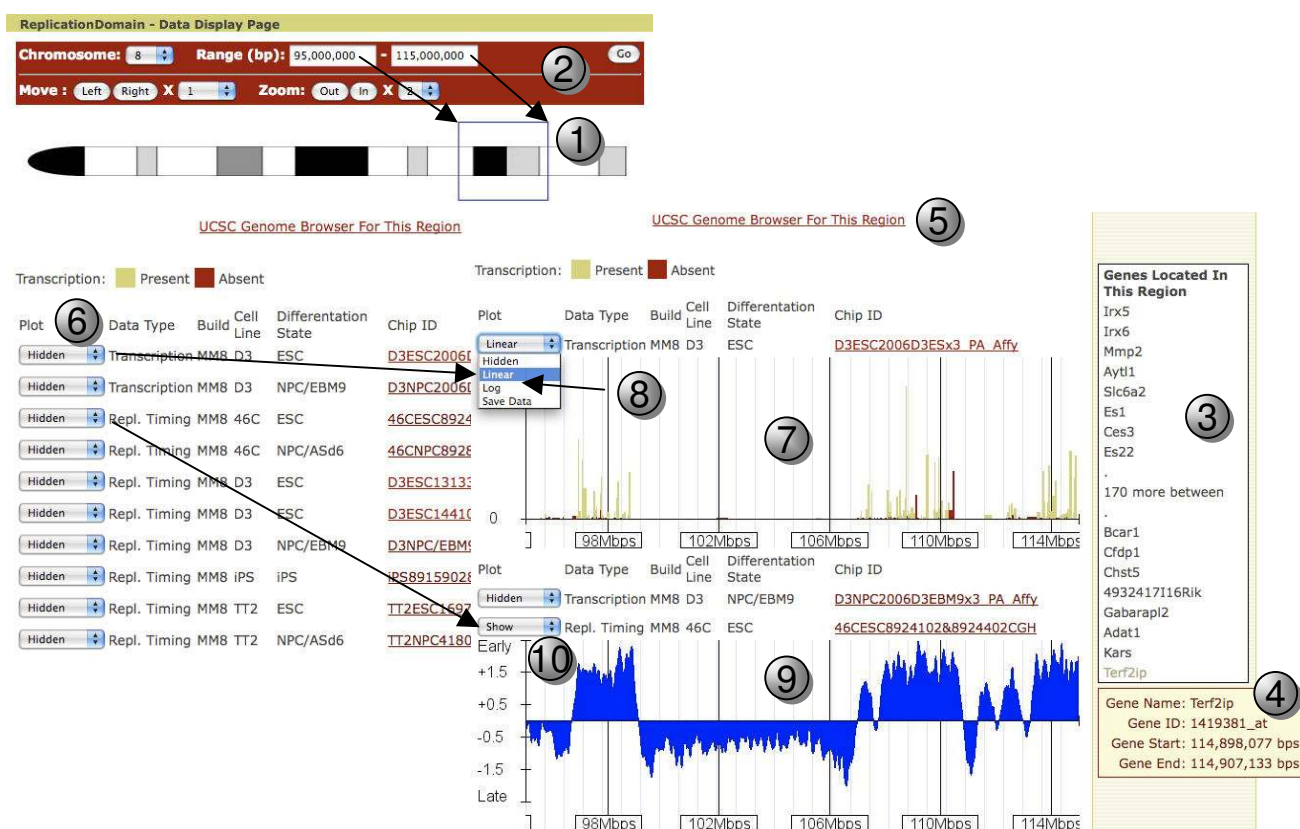 ReplicationDomain - Data Display Page
Chromosome: 8 Range (bp): 95,000,000 - 115,000,000 Go
2
Move : Left Right X 1 Zoom: Out In X 2
1
UCSC Genome Browser For This Region
Transcription: Present Absent
Plot Data Type Build Cell Line Differentation State Chip ID
6
Hidden Transcription MM8 D3 ESC D3ESC2006D
Hidden Transcription MM8 D3 NPC/EBM9 D3NPC2006D
Hidden Repl. Timing MM8 46C ESC 46CESC8924
Hidden Repl. Timing MM8 46C NPC/ASd6 46CNPC8928
Hidden Repl. Timing MM8 D3 ESC D3ESC13133
Hidden Repl. Timing MM8 D3 ESC D3ESC14410
Hidden Repl. Timing MM8 D3 NPC/EBM9 D3NPC/EBM9
Hidden Repl. Timing MM8 iPS iPS iPS89159028
Hidden Repl. Timing MM8 TT2 ESC TT2ESC1697
Hidden Repl. Timing MM8 TT2 NPC/ASd6 TT2NPC4180
UCSC Genome Browser For This Region
5
Transcription: Present Absent
Plot Data Type Build Cell Line Differentation State Chip ID
Linear Transcription MM8 D3 ESC D3ESC2006D3ESx3_PA_Affy
Hidden
Linear
Log
Save Data
8
7
0
98Mbps 102Mbps 106Mbps 110Mbps 114Mbps
Plot Data Type Build Cell Line Differentation State Chip ID
Hidden Transcription MM8 D3 NPC/EBM9 D3NPC2006D3EBM9x3_PA_Affy
Show Repl. Timing MM8 46C ESC 46CESC8924102&8924402CGH
10
9
Early
+1.5
+0.5
-0.5
-1.5
Late
98Mbps 102Mbps 106Mbps 110Mbps 114Mbps
Genes Located In
This Region
Irx5
Irx6
Mmp2
Aytl1
Slc6a2
Es1
Ces3
Es22
.
170 more between
.
Bcar1
Cfdp1
Chst5
4932417I16Rik
Gabarapl2
Adat1
Kars
Terf2ip
3
4
Gene Name: Terf2ip
Gene ID: 1419381_at
Gene Start: 114,898,077 bps
Gene End: 114,907,133 bps